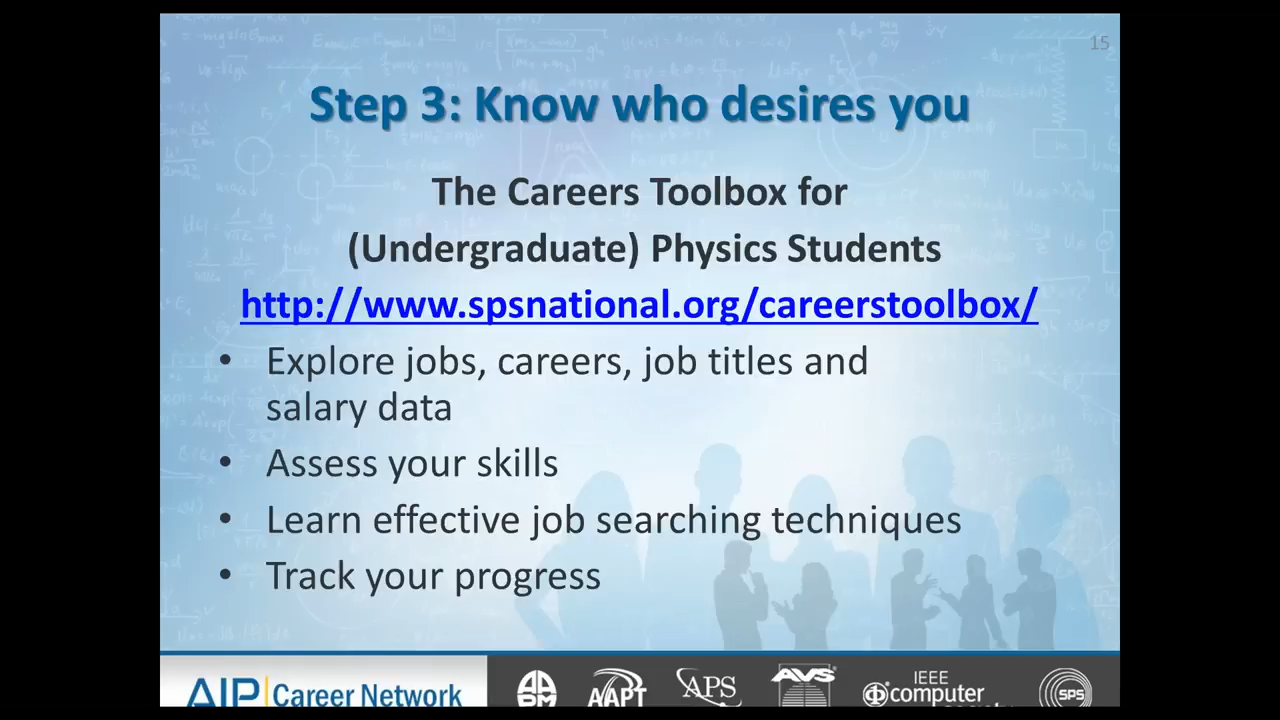 15
Step 3: Know who desires you
The Careers Toolbox for
(Undergraduate) Physics Students
http://www.spsnational.org/careerstoolbox/
• Explore jobs, careers, job titles and
salary data
• Assess your skills
• Learn effective job searching techniques
• Track your progress
AIP Career Network
AAPT
APS
AVS
IEEE
computer
society
SPS